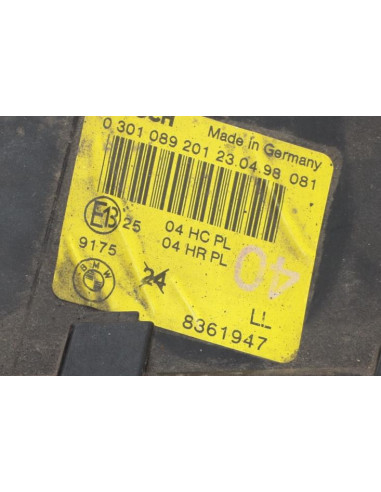 Made in Germany
0 301 089 201 23.04.98 081
E13 25 04 HC PL
9175 04 HR PL
BMW 24 40
LL
8361947